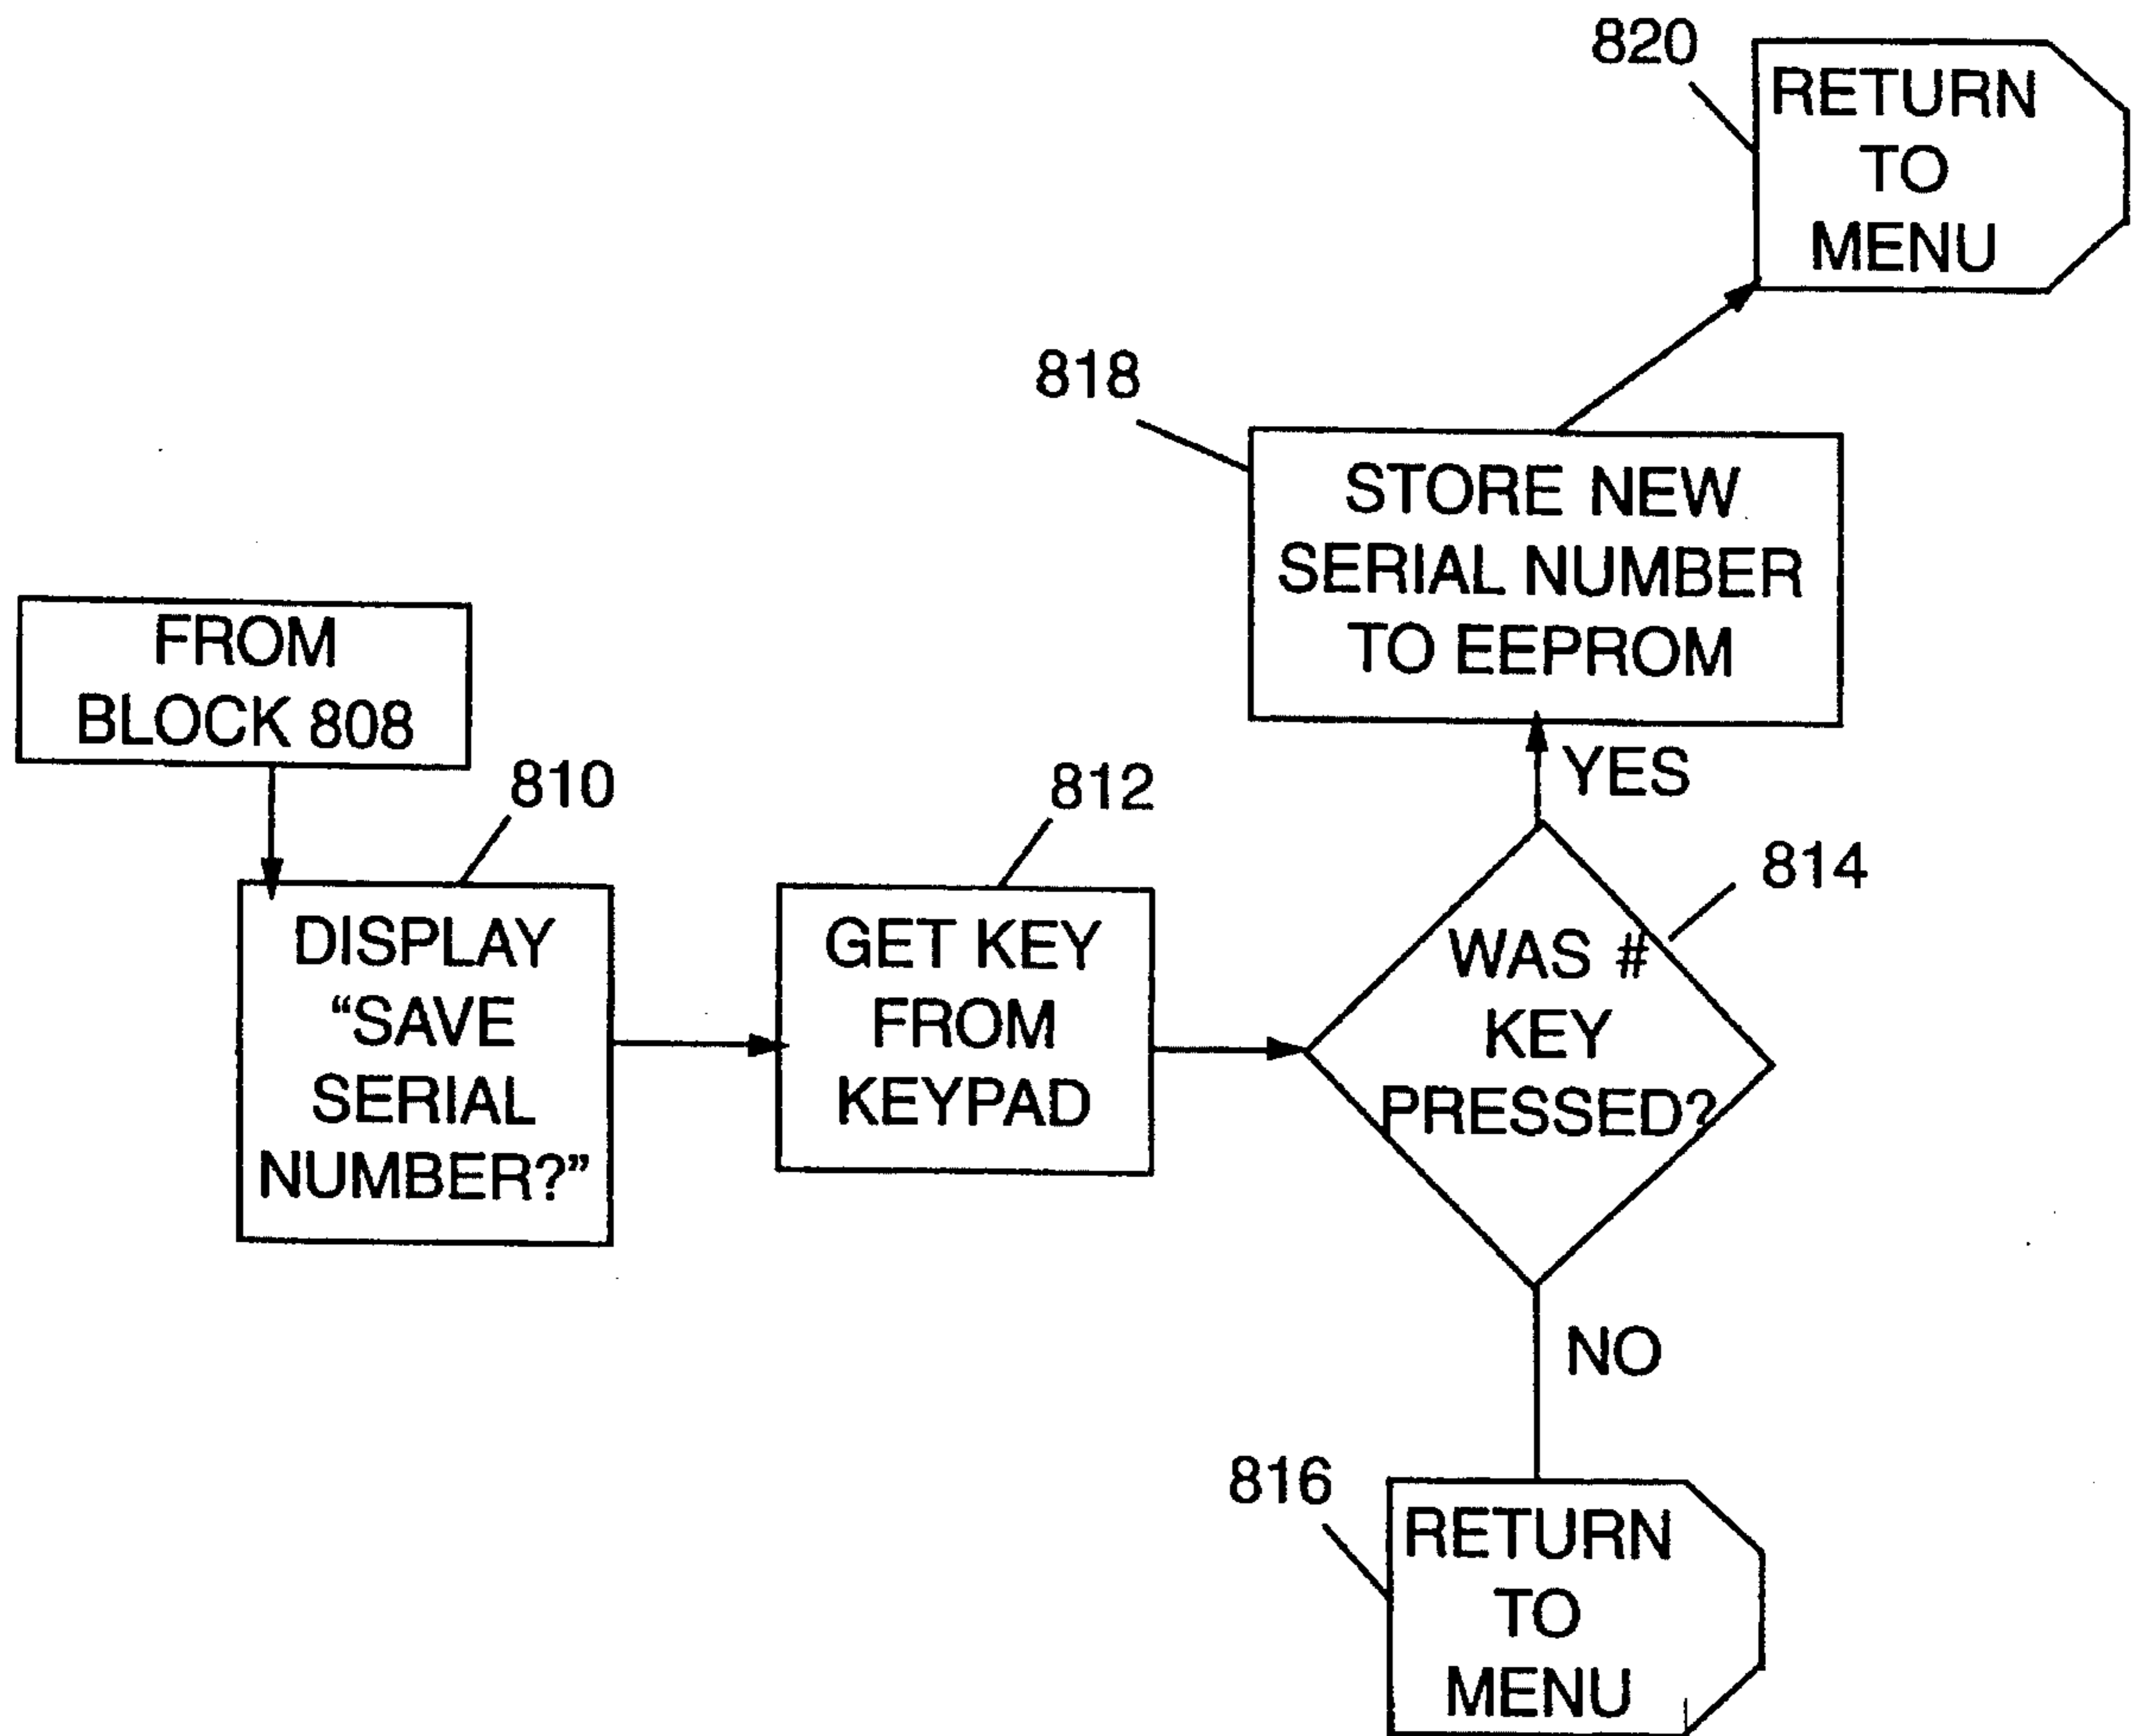 820
RETURN
TO
MENU
818
STORE NEW
SERIAL NUMBER
TO EEPROM
FROM
BLOCK 808
810
DISPLAY
“SAVE
SERIAL
NUMBER?”
812
GET KEY
FROM
KEYPAD
YES
814
WAS #
KEY
PRESSED?
NO
816
RETURN
TO
MENU